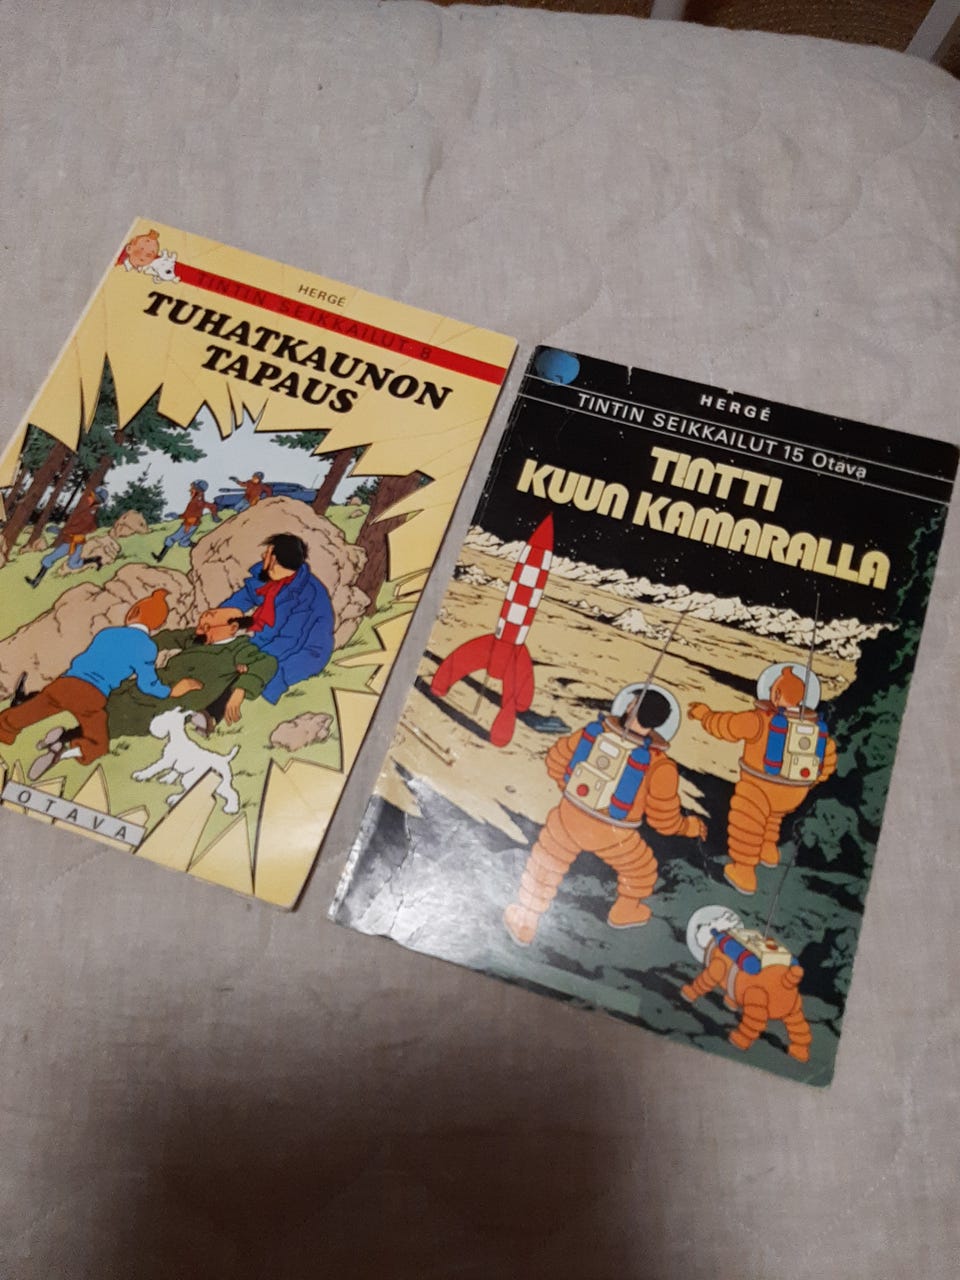 HERGÉ
TINTIN SEIKKAILUT 8
TUHATKAUNON
TAPAUS
OTAVA
HERGÉ
TINTIN SEIKKAILUT 15 Otava
TINTTI
KUUN KAMARALLA